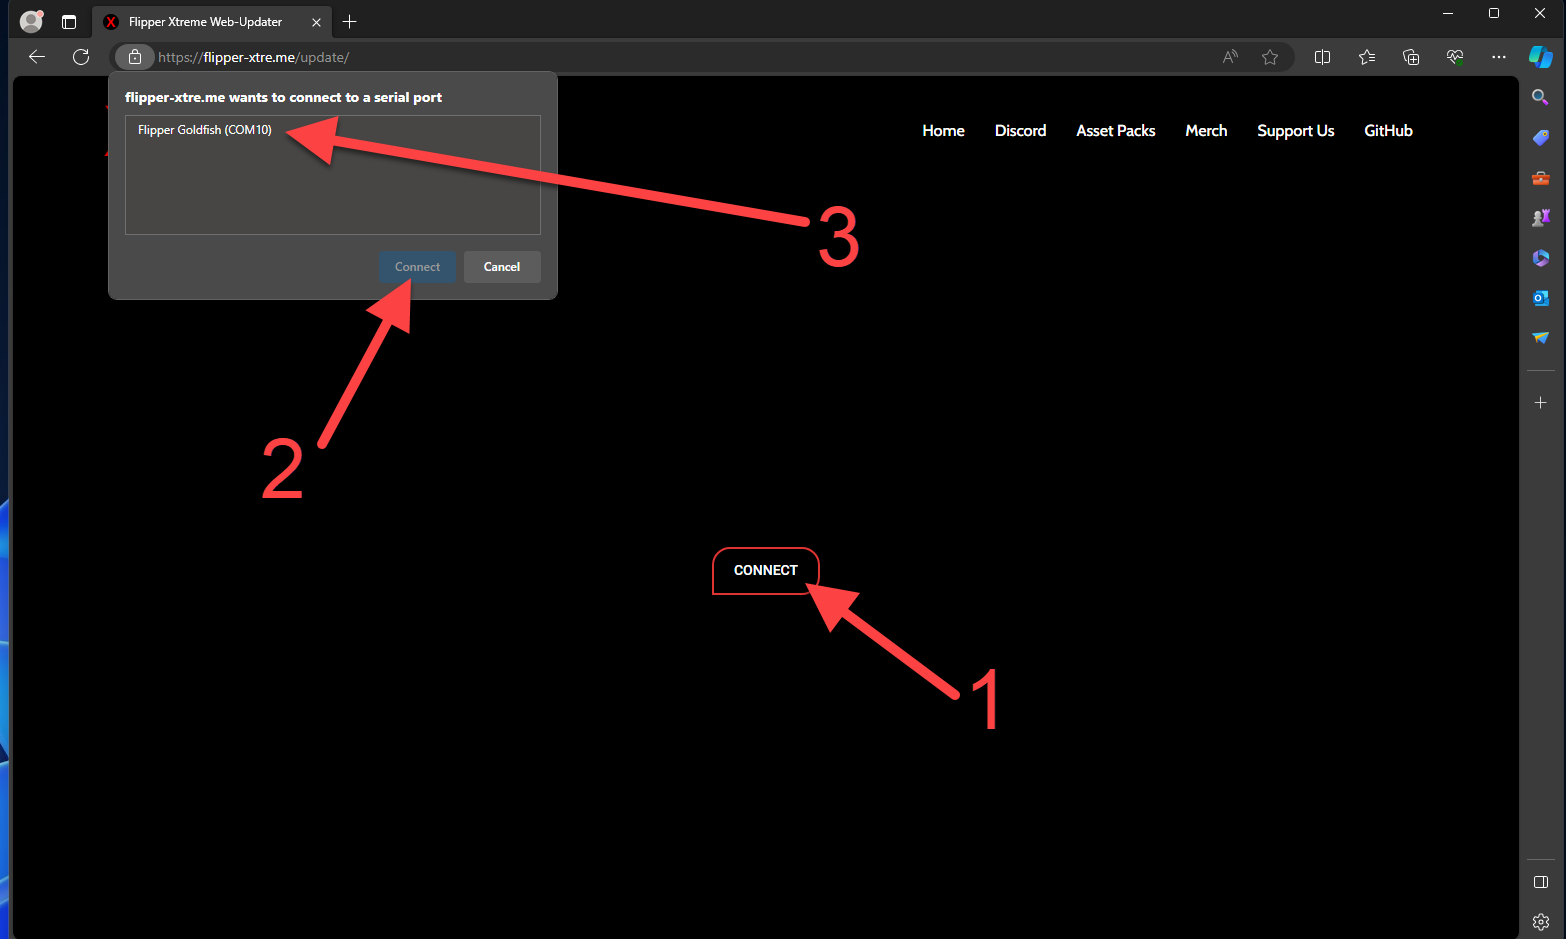 Flipper Xtreme Web-Updater
https://flipper-xtre.me/update/
flipper-xtre.me wants to connect to a serial port
Flipper Goldfish (COM10)
Connect
Cancel
Home
Discord
Asset Packs
Merch
Support Us
GitHub
3
2
CONNECT
1